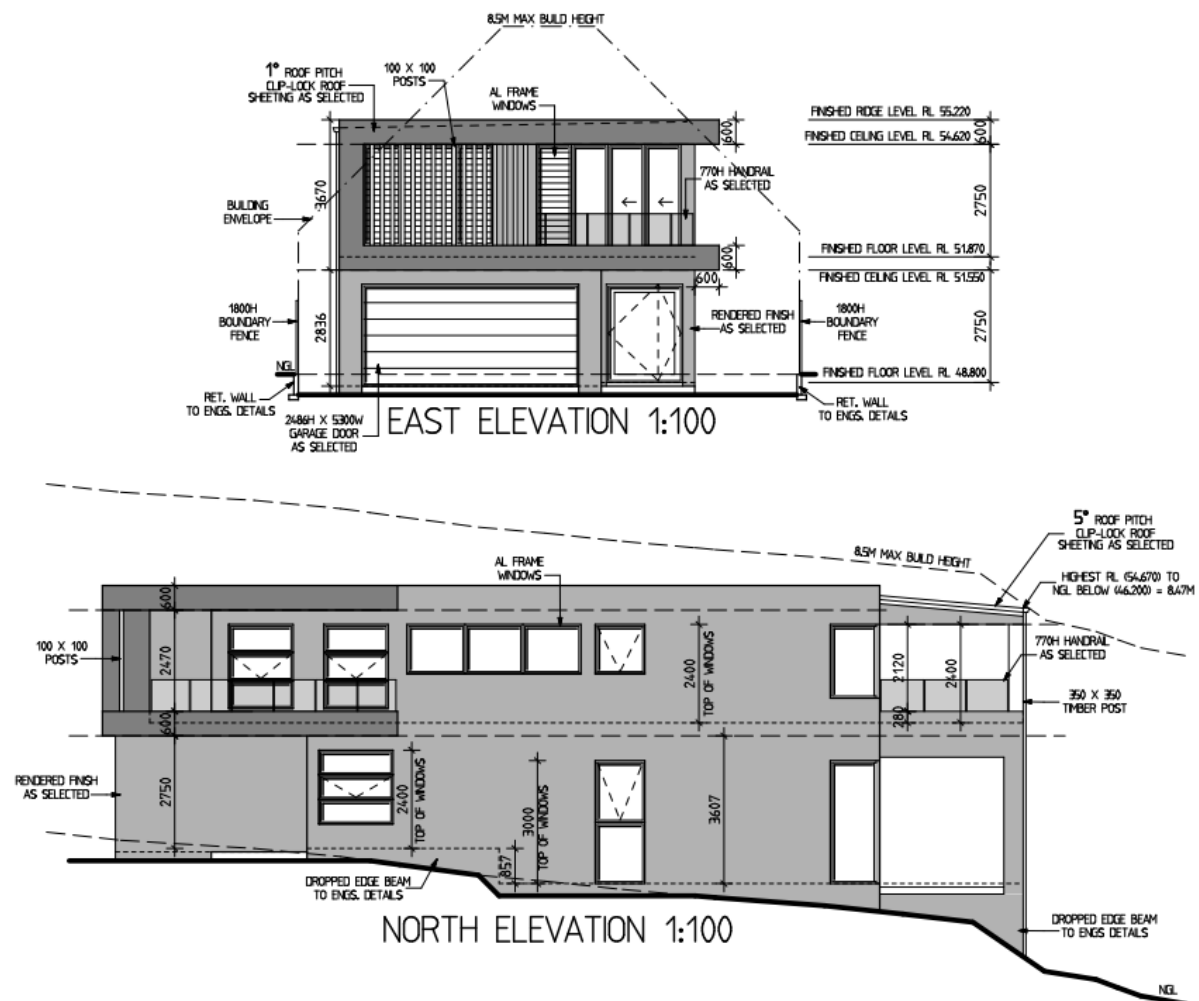 8.5M MAX BUILD HEIGHT
1° ROOF PITCH
CLIP-LOCK ROOF
SHEETING AS SELECTED
100 X 100
POSTS
AL FRAME
WINDOWS
FINISHED RIDGE LEVEL RL 55.220
FINISHED CEILING LEVEL RL 54.620
600
600
770H HANDRAIL
AS SELECTED
2750
3670
BUILDING
ENVELOPE
FINISHED FLOOR LEVEL RL 51.870
600
FINISHED CEILING LEVEL RL 51.550
600
1800H
BOUNDARY
FENCE
2836
RENDERED FINISH
AS SELECTED
1800H
BOUNDARY
FENCE
2750
NGL
FINISHED FLOOR LEVEL RL 48.800
RET. WALL
TO ENGS. DETAILS
2486H X 5300W
GARAGE DOOR
AS SELECTED
RET. WALL
TO ENGS. DETAILS
EAST ELEVATION 1:100
5° ROOF PITCH
CLIP-LOCK ROOF
SHEETING AS SELECTED
8.5M MAX BUILD HEIGHT
AL FRAME
WINDOWS
HIGHEST RL (54.670) TO
NGL BELOW (46.200) = 8.47M
600
100 X 100
POSTS
2470
2400
TOP OF WINDOWS
2120
2400
770H HANDRAIL
AS SELECTED
350 X 350
TIMBER POST
600
280
RENDERED FINISH
AS SELECTED
2750
2400
TOP OF WINDOWS
3000
TOP OF WINDOWS
3607
857
DROPPED EDGE BEAM
TO ENGS. DETAILS
NORTH ELEVATION 1:100
DROPPED EDGE BEAM
TO ENGS DETAILS
NGL